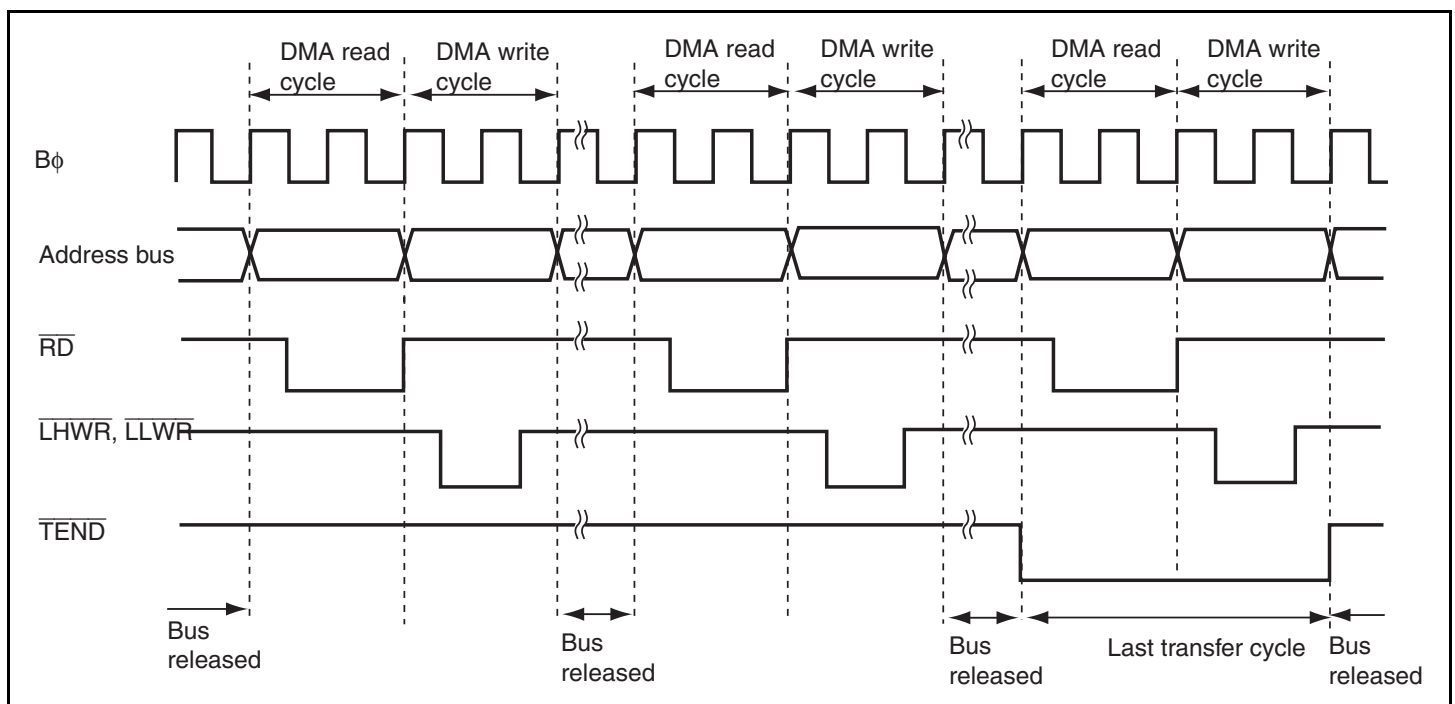 DMA read cycle
DMA write cycle
DMA read cycle
DMA write cycle
DMA read cycle
DMA write cycle
Bφ
Address bus
RD
LHWR, LLWR
TEND
Bus released
Bus released
Bus released
Last transfer cycle
Bus released